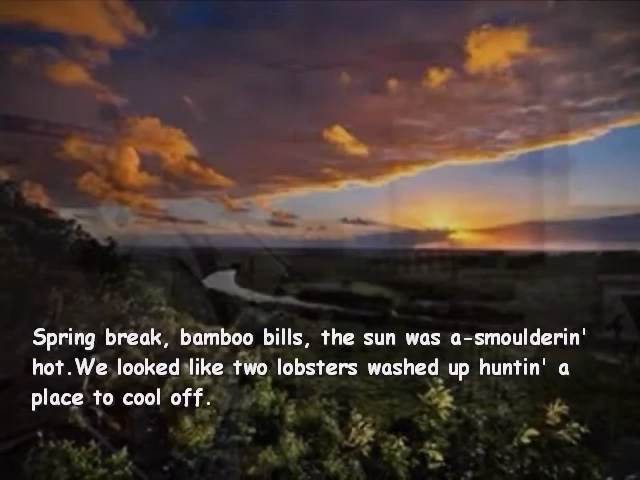 Spring break, bamboo bills, the sun was a-smoulderin'
hot.We looked like two lobsters washed up huntin' a
place to cool off.